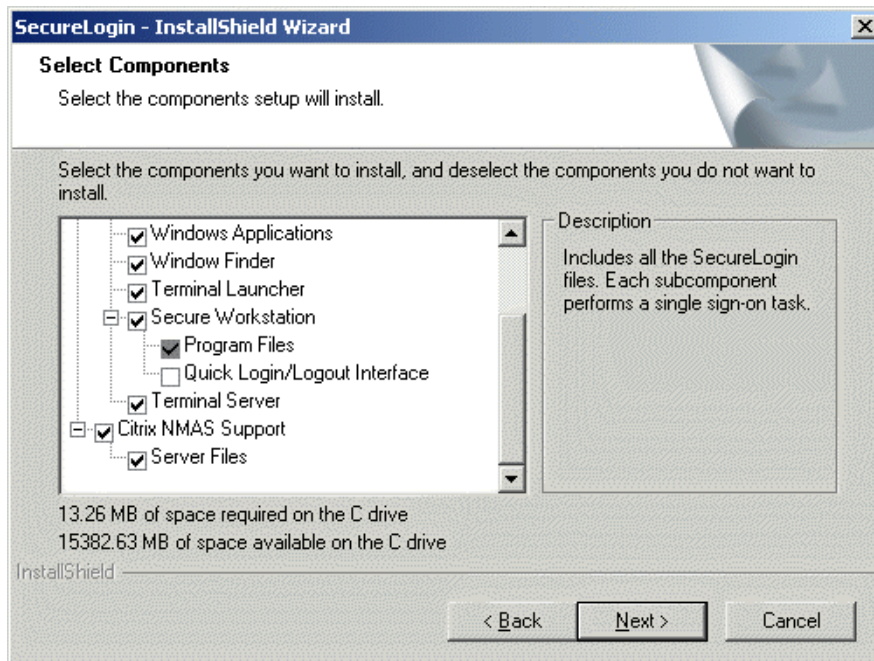 SecureLogin - InstallShield Wizard
Select Components
Select the components setup will install.
Select the components you want to install, and deselect the components you do not want to
install.
Windows Applications
Window Finder
Terminal Launcher
Secure Workstation
Program Files
Quick Login/Logout Interface
Terminal Server
Citrix NMAS Support
Server Files
Description
Includes all the SecureLogin
files. Each subcomponent
performs a single sign-on task.
13.26 MB of space required on the C drive
15382.63 MB of space available on the C drive
InstallShield
< Back
Next >
Cancel